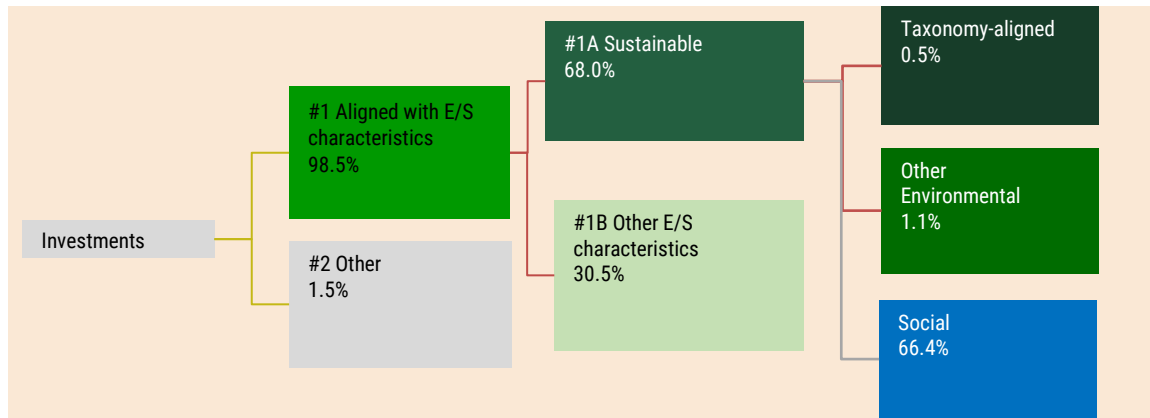 Investments
#1 Aligned with E/S
characteristics
98.5%
#2 Other
1.5%
#1A Sustainable
68.0%
#1B Other E/S
characteristics
30.5%
Taxonomy-aligned
0.5%
Other
Environmental
1.1%
Social
66.4%